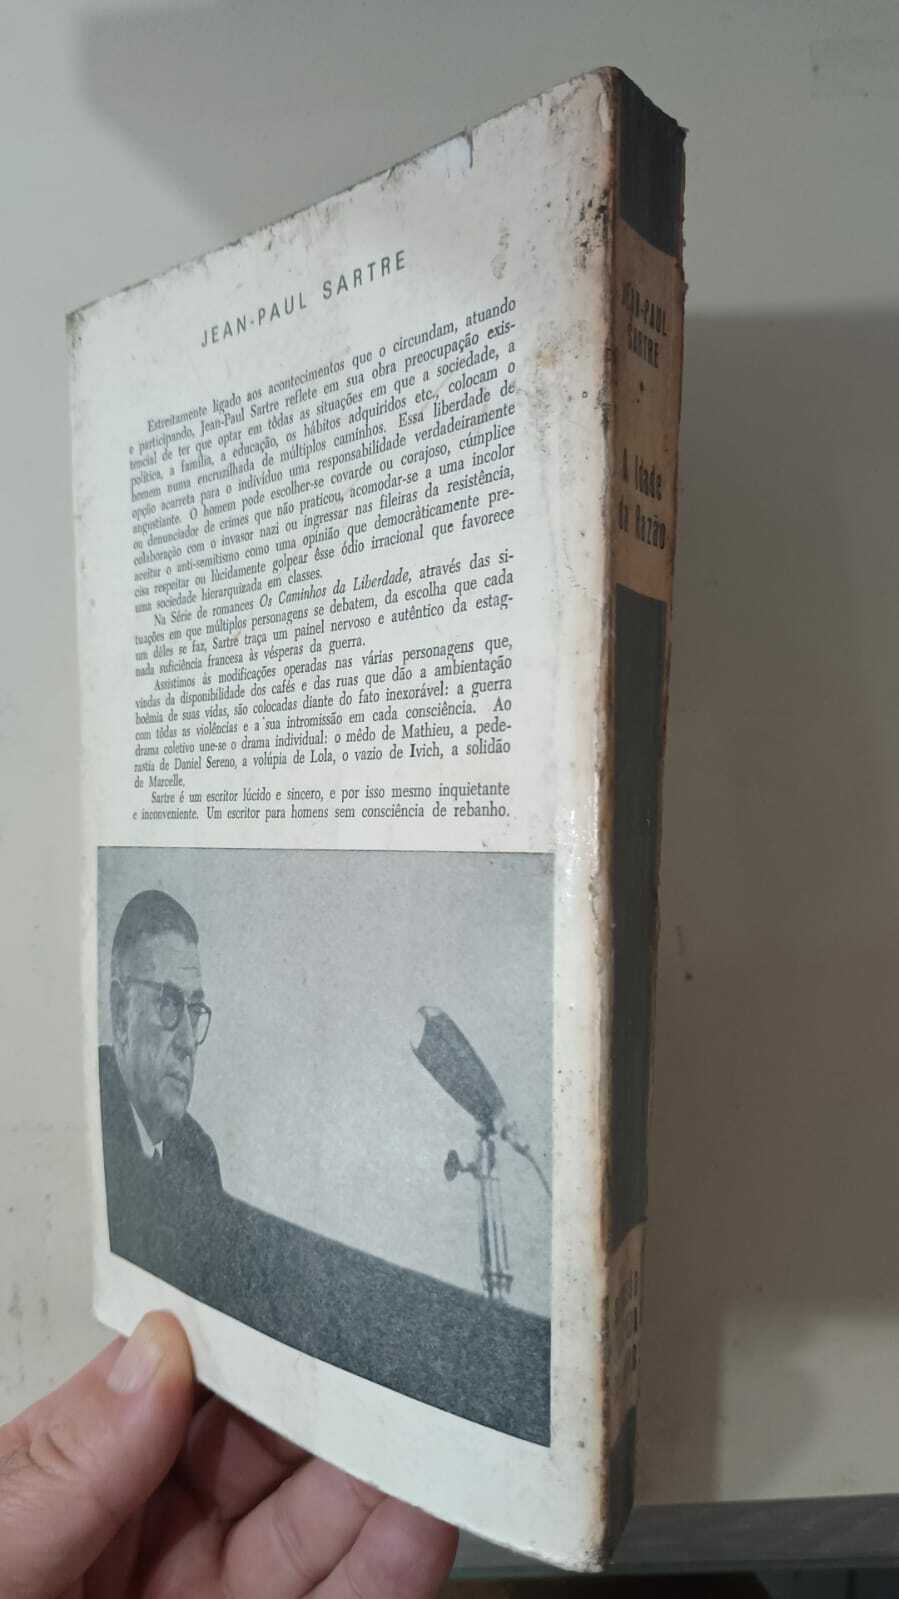 JEAN-PAUL SARTRE
Estreitamente ligado aos acontecimentos que o circundam, atuando
e participando, Jean-Paul Sartre reflete em sua obra preocupação exis-
tencial de ter que optar em tôdas as situações em que a sociedade, a
política, a família, a educação, os hábitos adquiridos etc., colocam o
homem numa encruzilhada de múltiplos caminhos. Essa liberdade de
opção acarreta para o indivíduo uma responsabilidade verdadeiramente
angustiante. O homem pode escolher-se covarde ou corajoso, cúmplice
ou denunciador de crimes que não praticou, acomodar-se a uma incolor
colaboração com o invasor nazi ou ingressar nas fileiras da resistência,
aceitar o anti-semitismo como uma opinião que democràticamente pre-
cisa respeitar ou lùcidamente golpear êsse ódio irracional que favorece
uma sociedade hierarquizada em classes.
Na Série de romances Os Caminhos da Liberdade, através das si-
tuações em que múltiplos personagens se debatem, da escolha que cada
um dêles se faz, Sartre traça um painel nervoso e autêntico da estag-
nada suficiência francesa às vésperas da guerra.
Assistimos às modificações operadas nas várias personagens que,
vindas da disponibilidade dos cafés e das ruas que dão a ambientação
boêmia de suas vidas, são colocadas diante do fato inexorável: a guerra
com tôdas as violências e a sua intromissão em cada consciência. Ao
drama coletivo une-se o drama individual: o mêdo de Mathieu, a pede-
rastia de Daniel Sereno, a volúpia de Lola, o vazio de Ivich, a solidão
de Marcelle.
Sartre é um escritor lúcido e sincero, e por isso mesmo inquietante
e inconveniente. Um escritor para homens sem consciência de rebanho.
JEAN-PAUL
SARTRE
A Idade
da Razão